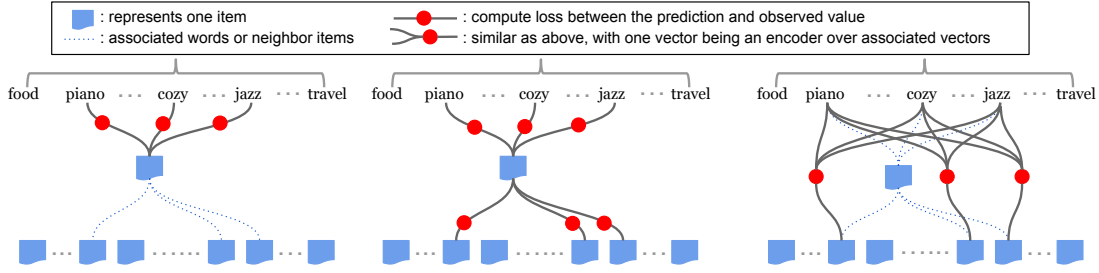 : represents one item
: compute loss between the prediction and observed value
: associated words or neighbor items
: similar as above, with one vector being an encoder over associated vectors
food piano ... cozy ... jazz ... travel
food piano ... cozy ... jazz ... travel
food piano ... cozy ... jazz ... travel